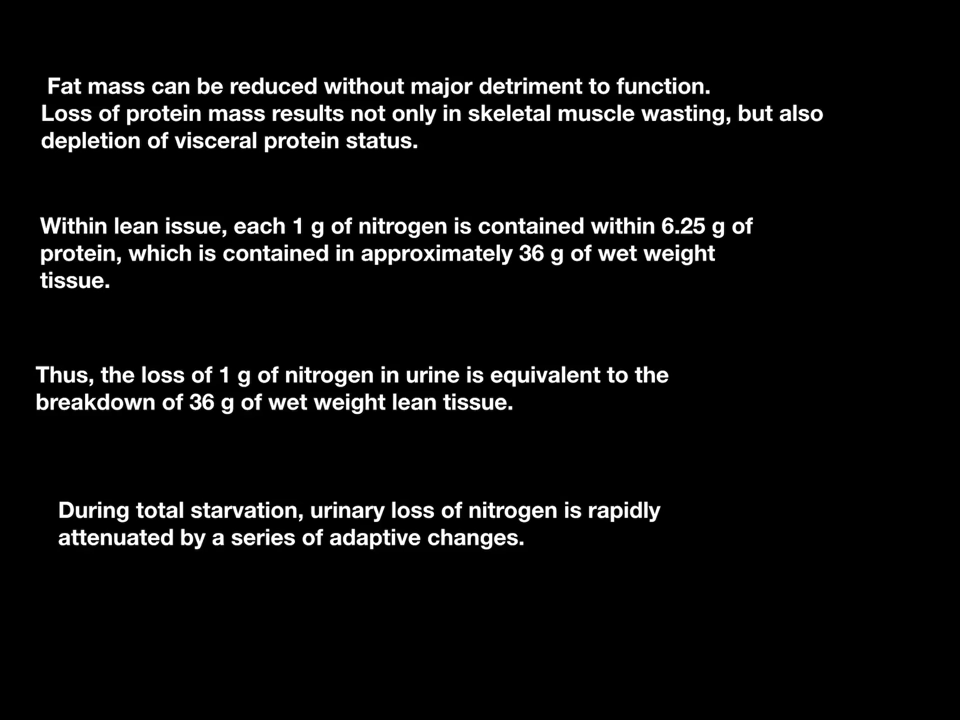 Fat mass can be reduced without major detriment to function.
Loss of protein mass results not only in skeletal muscle wasting, but also
depletion of visceral protein status.
Within lean issue, each 1 g of nitrogen is contained within 6.25 g of
protein, which is contained in approximately 36 g of wet weight
tissue.
Thus, the loss of 1 g of nitrogen in urine is equivalent to the
breakdown of 36 g of wet weight lean tissue.
During total starvation, urinary loss of nitrogen is rapidly
attenuated by a series of adaptive changes.